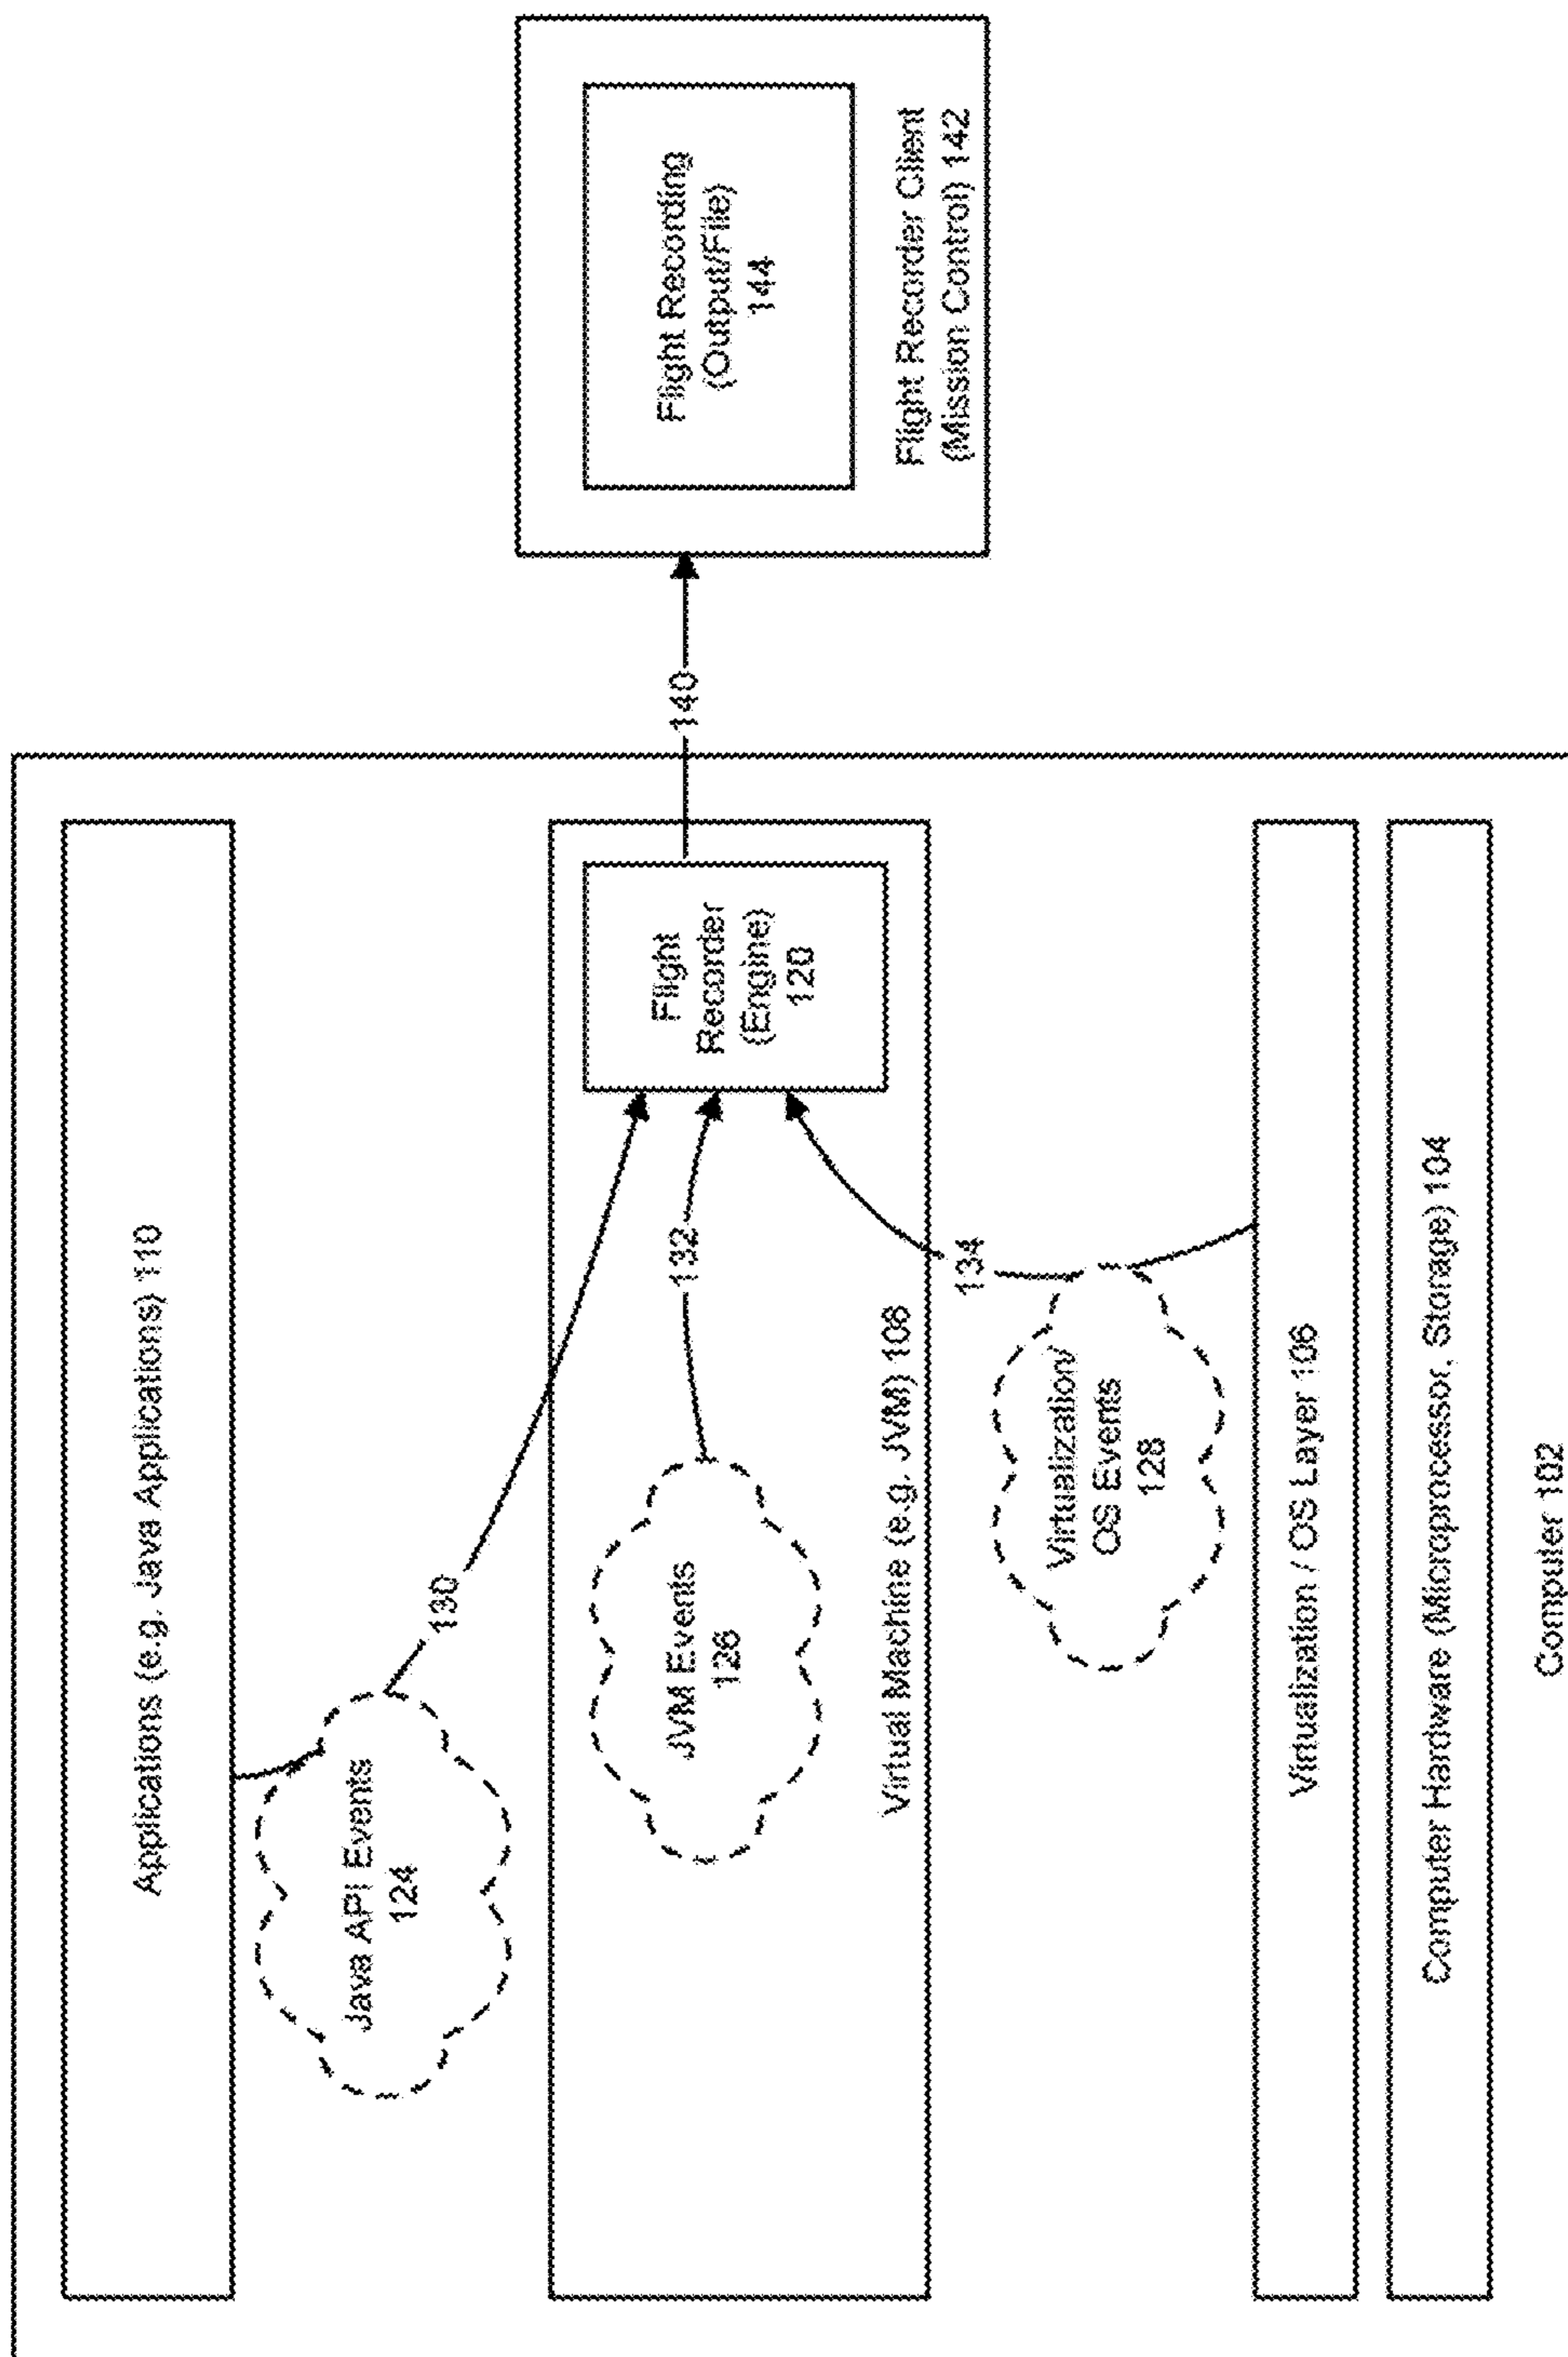 Applications (e.g. Java Applications) 110
Java API Events
124
130
JVM Events
126
132
Flight
Recorder
(Engine)
120
Virtual Machine (e.g. JVM) 108
Virtualization/
OS Events
128
134
Virtualization / OS Layer 106
Computer Hardware (Microprocessor, Storage) 104
Computer 102
140
Flight Recording
(Output/File)
144
Flight Recorder Client
(Mission Control) 142